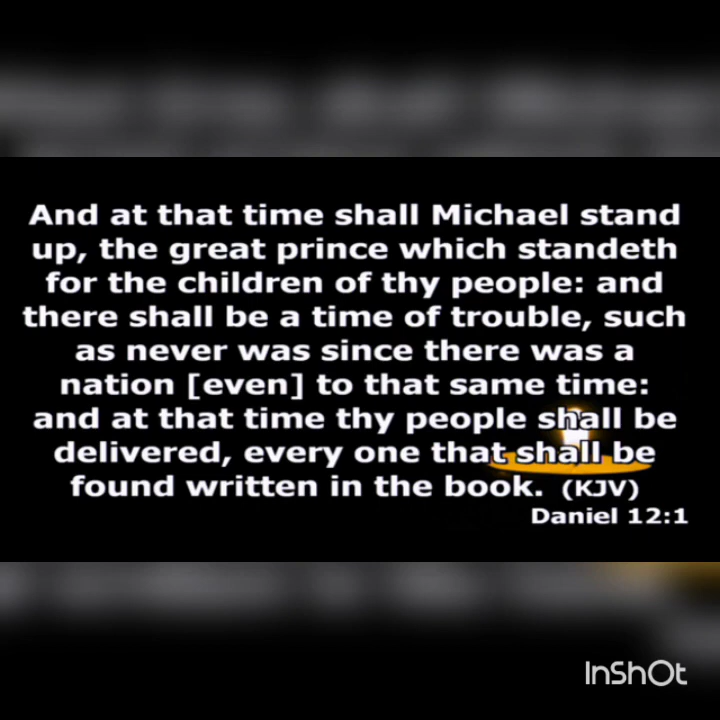 And at that time shall Michael stand
up, the great prince which standeth
for the children of thy people: and
there shall be a time of trouble, such
as never was since there was a
nation [even] to that same time:
and at that time thy people shall be
delivered, every one that shall be
found written in the book. (KJV)
Daniel 12:1
InShOt